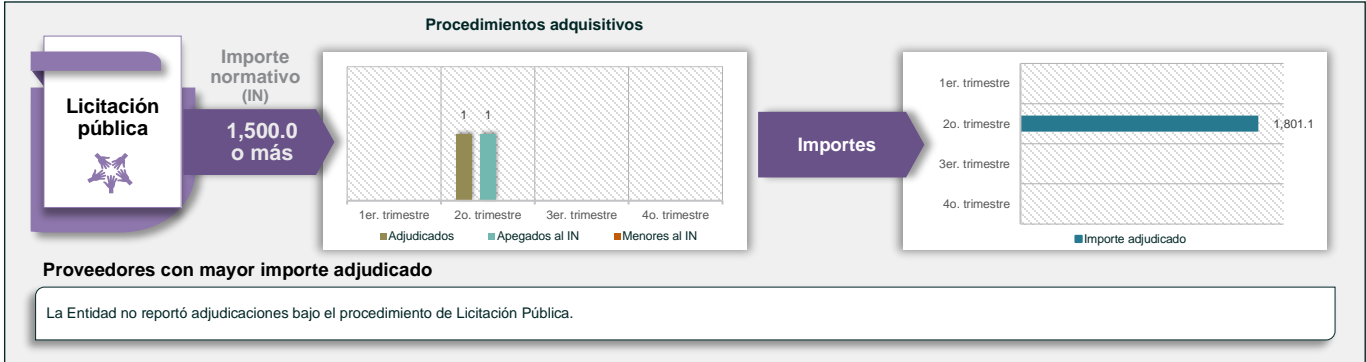 Procedimientos adquisitivos
Licitación
pública
Importe
normativo
(IN)
1,500.0
o más
1 1
1er. trimestre 2o. trimestre 3er. trimestre 4o. trimestre
Adjudicados Apegados al IN Menores al IN
Importes
1er. trimestre
2o. trimestre 1,801.1
3er. trimestre
4o. trimestre
Importe adjudicado
Proveedores con mayor importe adjudicado
La Entidad no reportó adjudicaciones bajo el procedimiento de Licitación Pública.